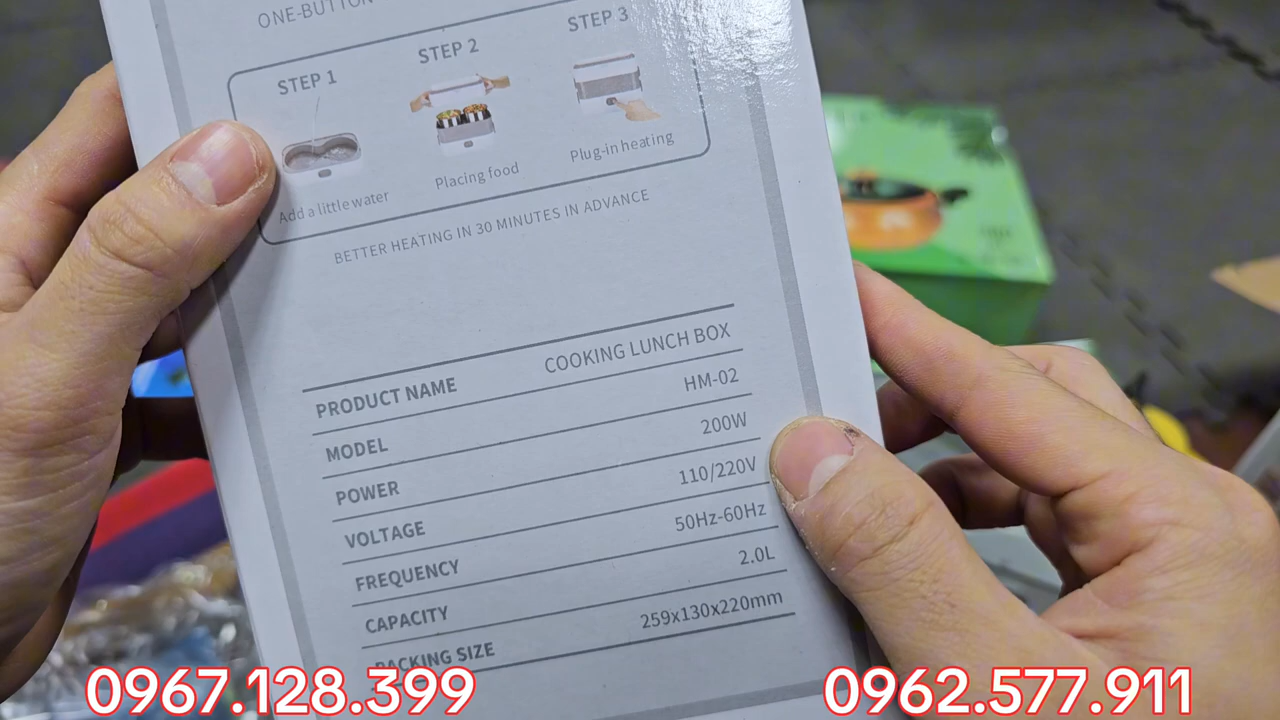 ONE-BUTTON
STEP 1
STEP 2
STEP 3
Add a little water
Placing food
Plug-in heating
BETTER HEATING IN 30 MINUTES IN ADVANCE
PRODUCT NAME COOKING LUNCH BOX
MODEL HM-02
POWER 200W
VOLTAGE 110/220V
FREQUENCY 50Hz-60Hz
CAPACITY 2.0L
PACKING SIZE 259x130x220mm
0967.128.399
0962.577.911